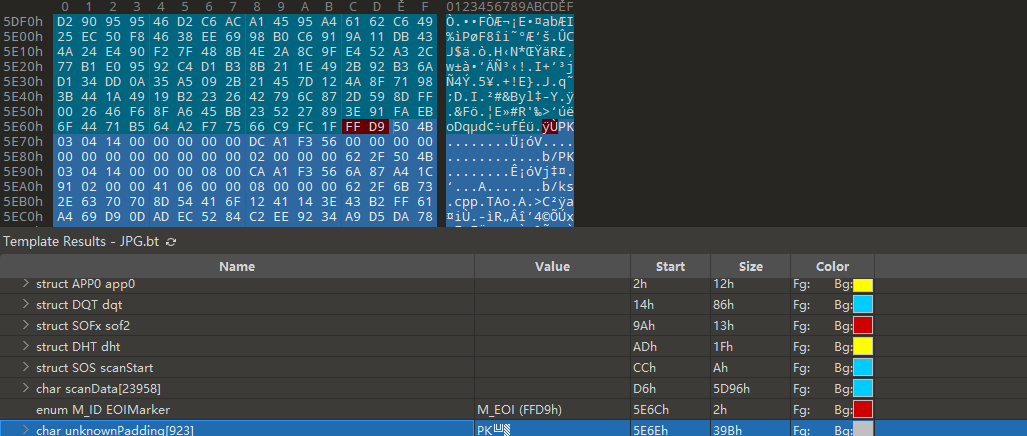 0 1 2 3 4 5 6 7 8 9 A B C D E F 0123456789ABCDEF
5DF0h D2 90 95 95 46 D2 C6 AC A1 45 95 A4 61 62 C6 49 Ò.••FÒÆ¬¡E•¤abÆI
5E00h 25 EC 50 F8 46 38 EE 69 98 B0 C6 91 9A 11 DB 43 %ìPøF8îi˜°Æ‘š.ÛC
5E10h 4A 24 E4 90 F2 7F 48 8B 4E 2A 8C 9F E4 52 A3 2C J$ä.ò.H‹N*ŒŸäR£,
5E20h 77 B1 E0 95 92 C4 D1 B3 8B 21 1E 49 2B 92 B3 6A w±à•’ÄÑ³‹!.I+’³j
5E30h D1 34 DD 0A 35 A5 09 2B 21 45 7D 12 4A 8F 71 98 Ñ4Ý.5¥.+!E}.J.q˜
5E40h 3B 44 1A 49 19 B2 23 26 42 79 6C 87 2D 59 8D FF ;D.I.²#&Byl‡-Y.ÿ
5E50h 00 26 46 F6 8F A6 45 BB 23 52 27 89 3E 91 FA EB .&Fö.¦E»#R'‰>‘úë
5E60h 6F 44 71 B5 64 A2 F7 75 66 C9 FC 1F FF D9 50 4B oDqµd¢÷ufÉü.ÿÙPK
5E70h 03 04 14 00 00 00 00 00 DC A1 F3 56 00 00 00 00 ........Ü¡óV....
5E80h 00 00 00 00 00 00 00 00 02 00 00 00 62 2F 50 4B ............b/PK
5E90h 03 04 14 00 00 00 08 00 CA A1 F3 56 6A 87 A4 1C ........Ê¡óVj‡¤.
5EA0h 91 02 00 00 41 06 00 00 08 00 00 00 62 2F 6B 73 ‘...A.......b/ks
5EB0h 2E 63 70 70 8D 54 41 6F 12 41 14 3E 43 B2 FF 61 .cpp.TAo.A.>C²ÿa
5EC0h A4 69 D9 0D AD EC 52 84 C2 EE 92 34 A9 D5 DA 78 ¤iÙ.-ìR„Âî’4©ÕÚx
Template Results - JPG.bt
Name Value Start Size Color
struct APP0 app0 2h 12h Fg: Bg:
struct DQT dqt 14h 86h Fg: Bg:
struct SOFx sof2 9Ah 13h Fg: Bg:
struct DHT dht ADh 1Fh Fg: Bg:
struct SOS scanStart CCh Ah Fg: Bg:
char scanData[23958] D6h 5D96h Fg: Bg:
enum M_ID EOIMarker M_EOI (FFD9h) 5E6Ch 2h Fg: Bg:
char unknownPadding[923] PK 5E6Eh 39Bh Fg: Bg: